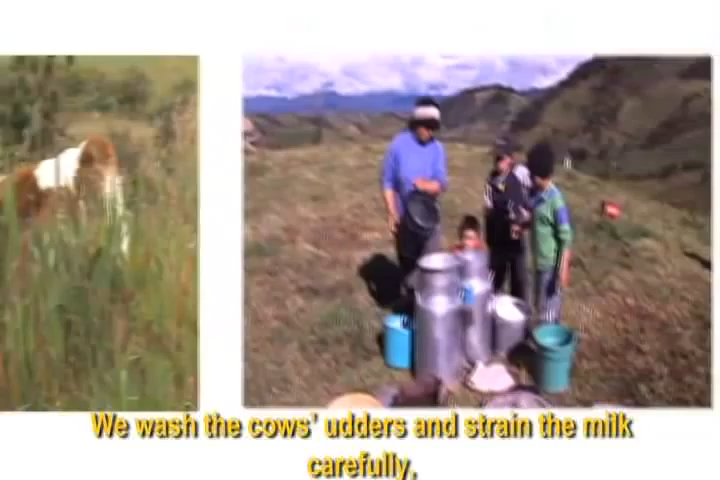 We wash the cows' udders and strain the milk
carefully,